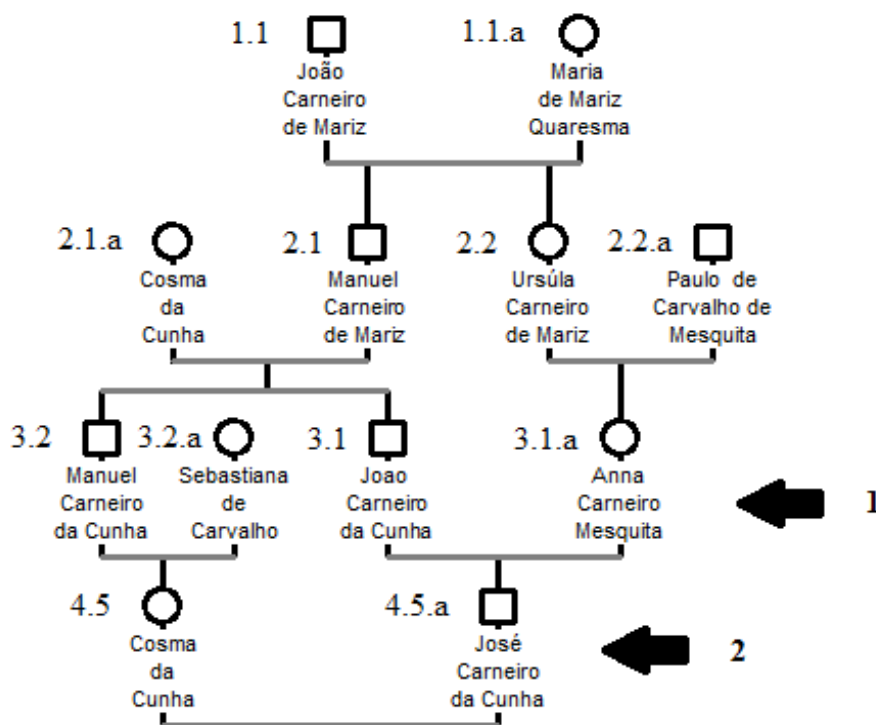 1.1
1.1.a
João
Carneiro
de Mariz
Maria
de Mariz
Quaresma
2.1.a
2.1
2.2
2.2.a
Cosma
da
Cunha
Manuel
Carneiro
de Mariz
Ursúla
Carneiro
de Mariz
Paulo de
Carvalho de
Mesquita
3.2
3.2.a
3.1
3.1.a
Manuel
Carneiro
da Cunha
Sebastiana
de
Carvalho
Joao
Carneiro
da Cunha
Anna
Carneiro
Mesquita
1
4.5
4.5.a
Cosma
da
Cunha
José
Carneiro
da Cunha
2